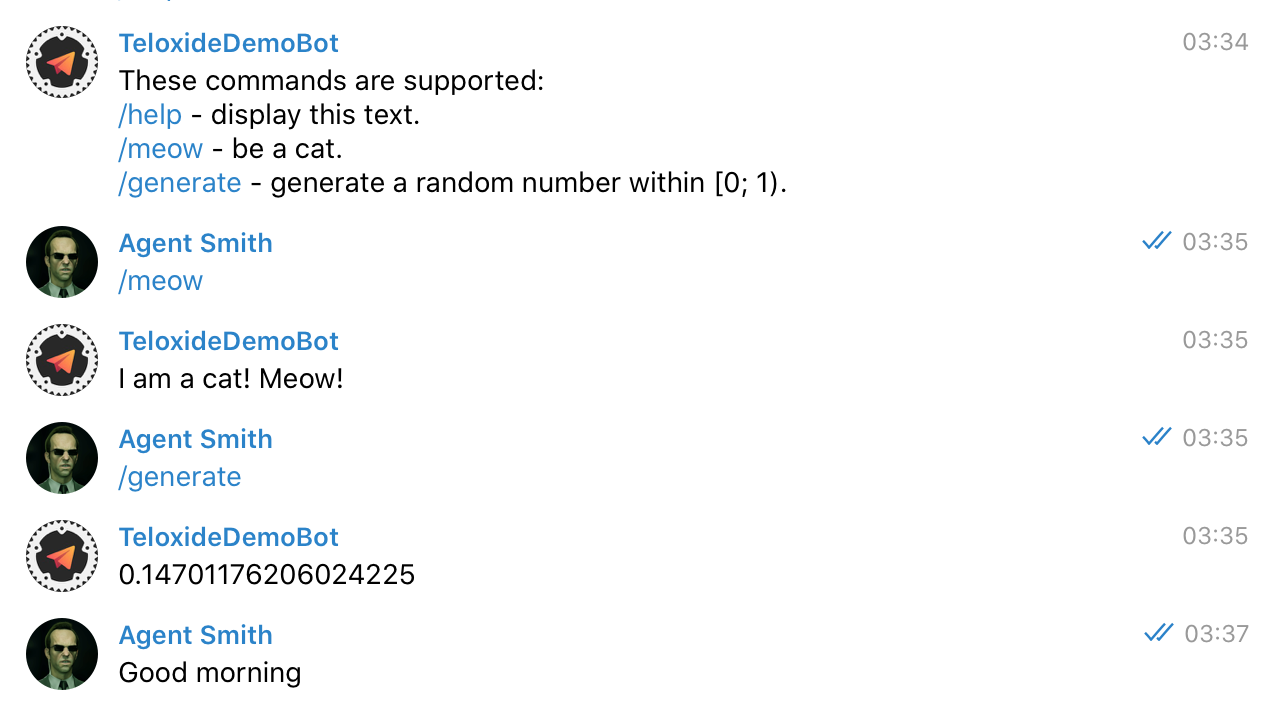 TeloxideDemoBot 03:34
These commands are supported:
/help - display this text.
/meow - be a cat.
/generate - generate a random number within [0; 1).
Agent Smith 03:35
/meow
TeloxideDemoBot 03:35
I am a cat! Meow!
Agent Smith 03:35
/generate
TeloxideDemoBot 03:35
0.14701176206024225
Agent Smith 03:37
Good morning